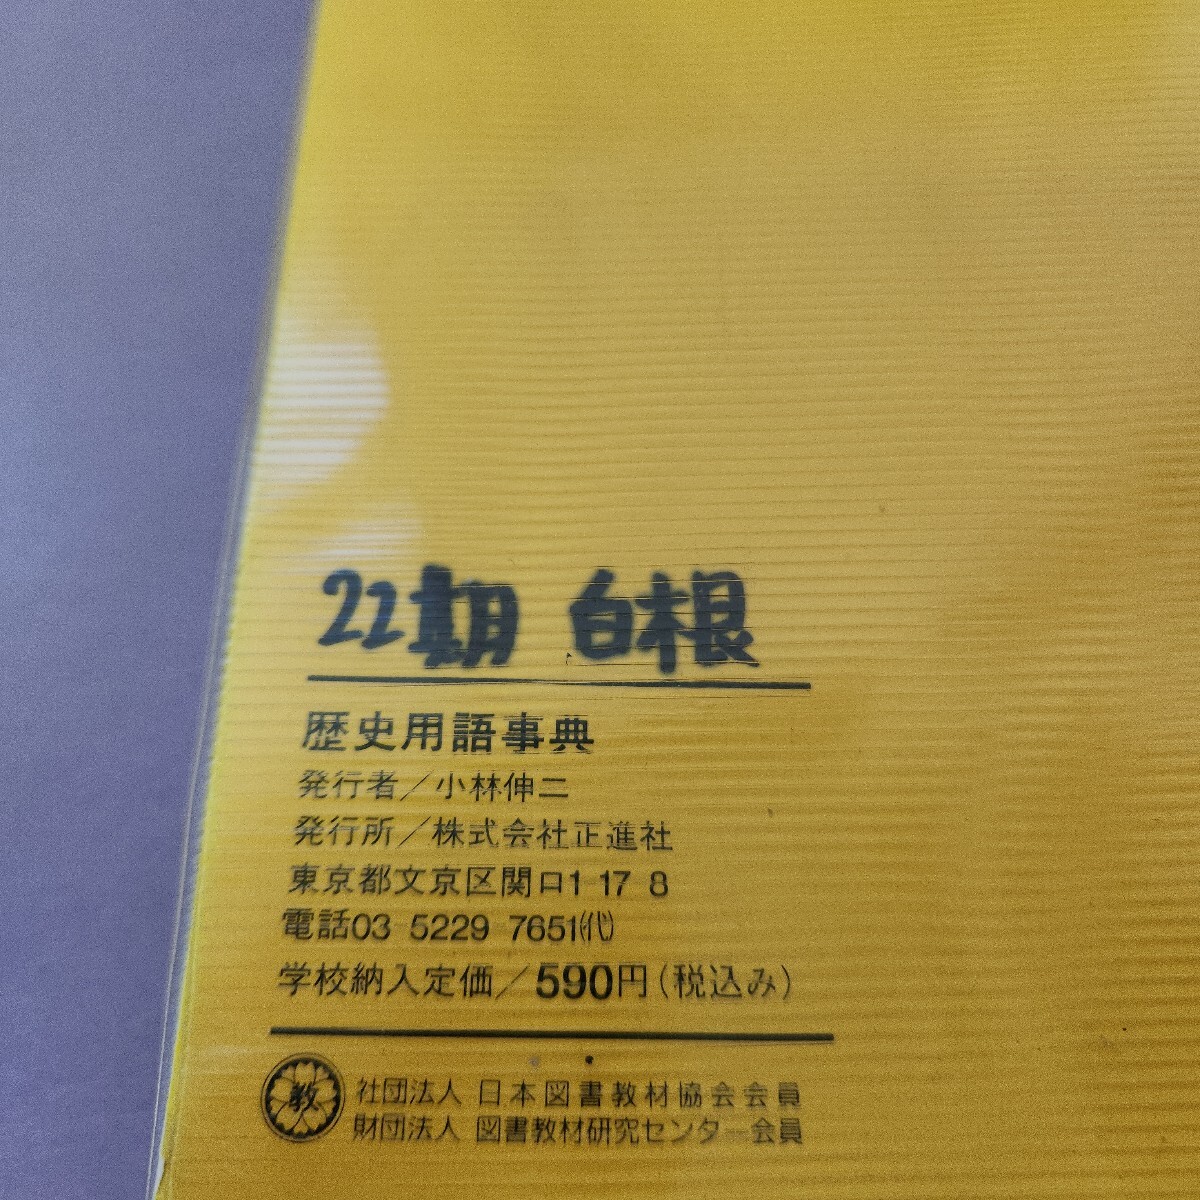 22期 白根
歴史用語事典
発行者／小林伸二
発行所／株式会社正進社
東京都文京区関口1-17-8
電話03-5229-7651㈹
学校納入定価／590円（税込み）
教
社団法人 日本図書教材協会会員
財団法人 図書教材研究センター会員